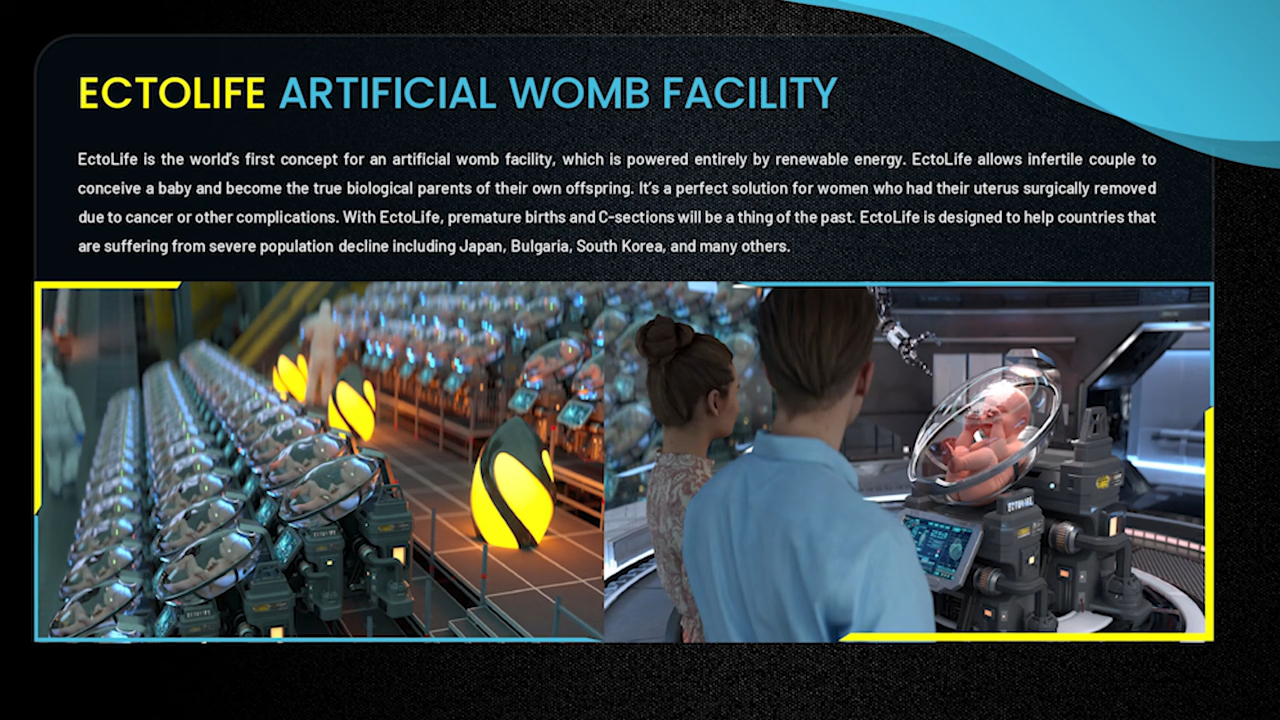 ECTOLIFE ARTIFICIAL WOMB FACILITY
EctoLife is the world's first concept for an artificial womb facility, which is powered entirely by renewable energy. EctoLife allows infertile couple to
conceive a baby and become the true biological parents of their own offspring. It's a perfect solution for women who had their uterus surgically removed
due to cancer or other complications. With EctoLife, premature births and C-sections will be a thing of the past. EctoLife is designed to help countries that
are suffering from severe population decline including Japan, Bulgaria, South Korea, and many others.
ECTOLIFE